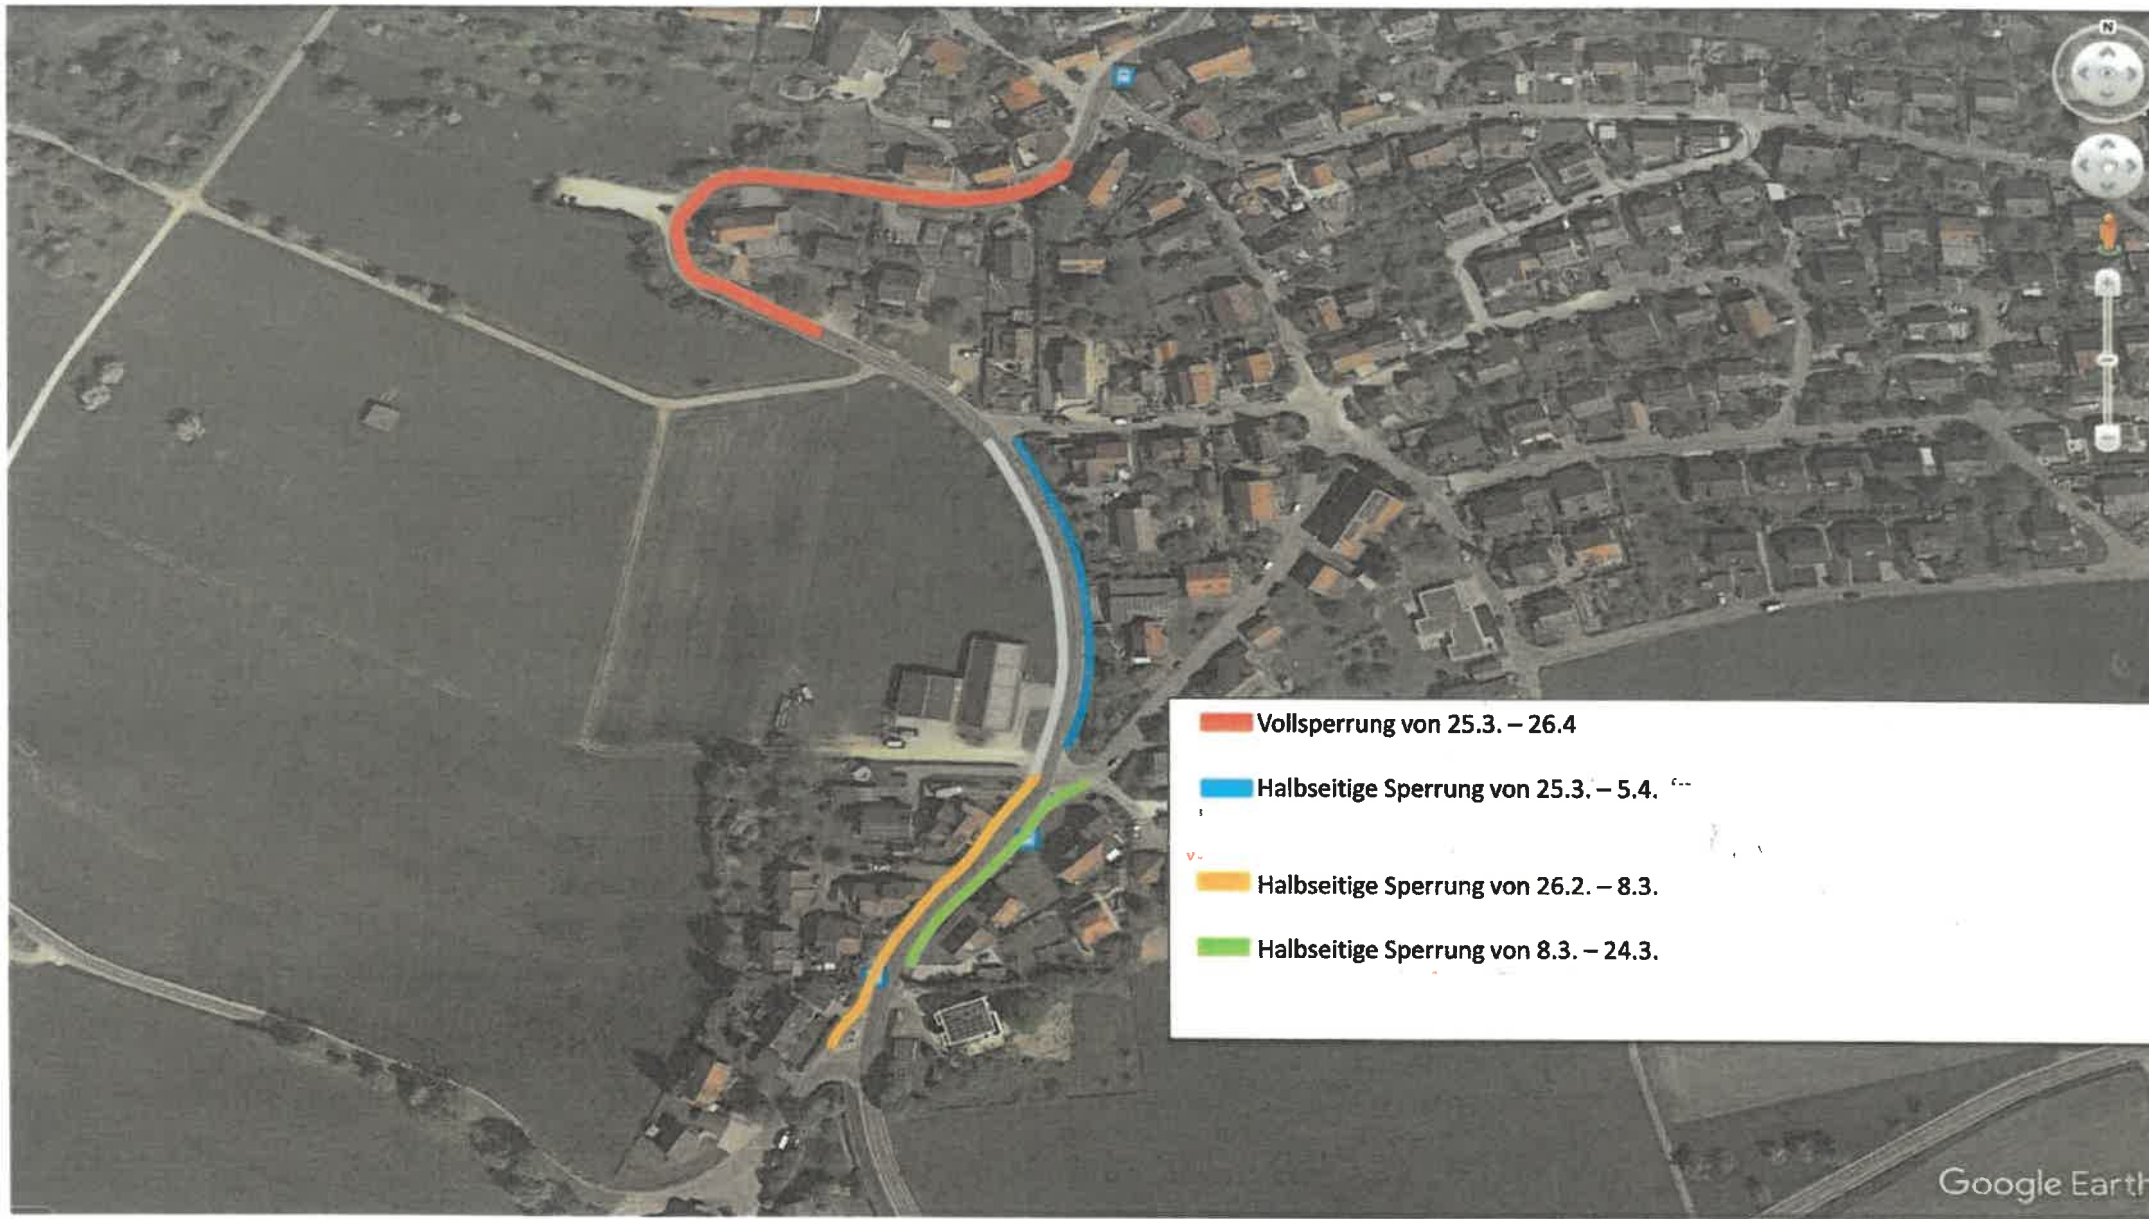 N
Vollsperrung von 25.3. – 26.4
Halbseitige Sperrung von 25.3. – 5.4.
Halbseitige Sperrung von 26.2. – 8.3.
Halbseitige Sperrung von 8.3. – 24.3.
Google Earth